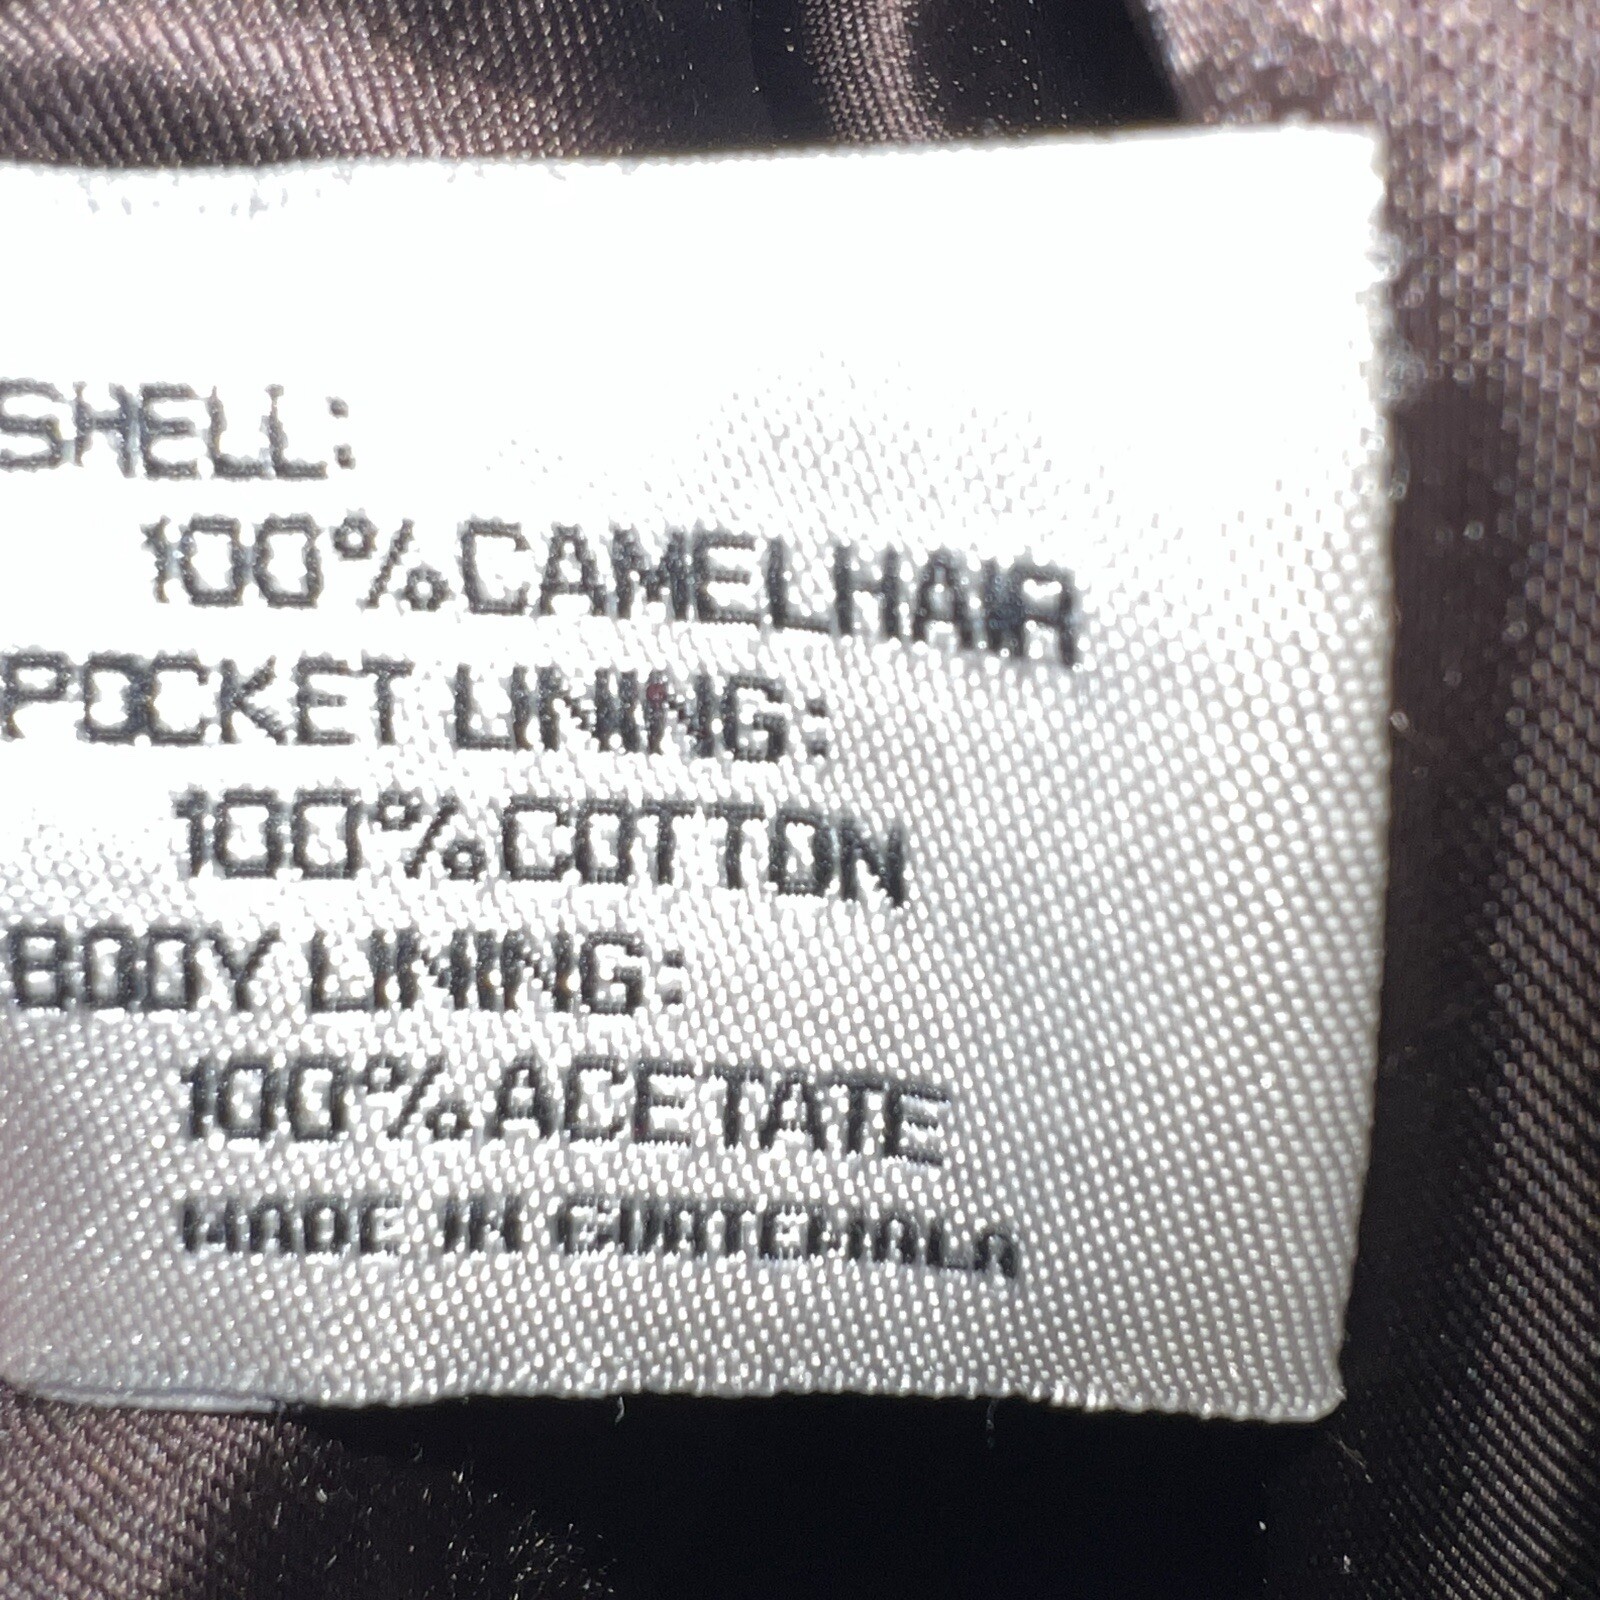 SHELL:
100%CAMELHAIR
POCKET LINING:
100%COTTON
BODY LINING:
100%ACETATE
MADE IN GUATEMALA